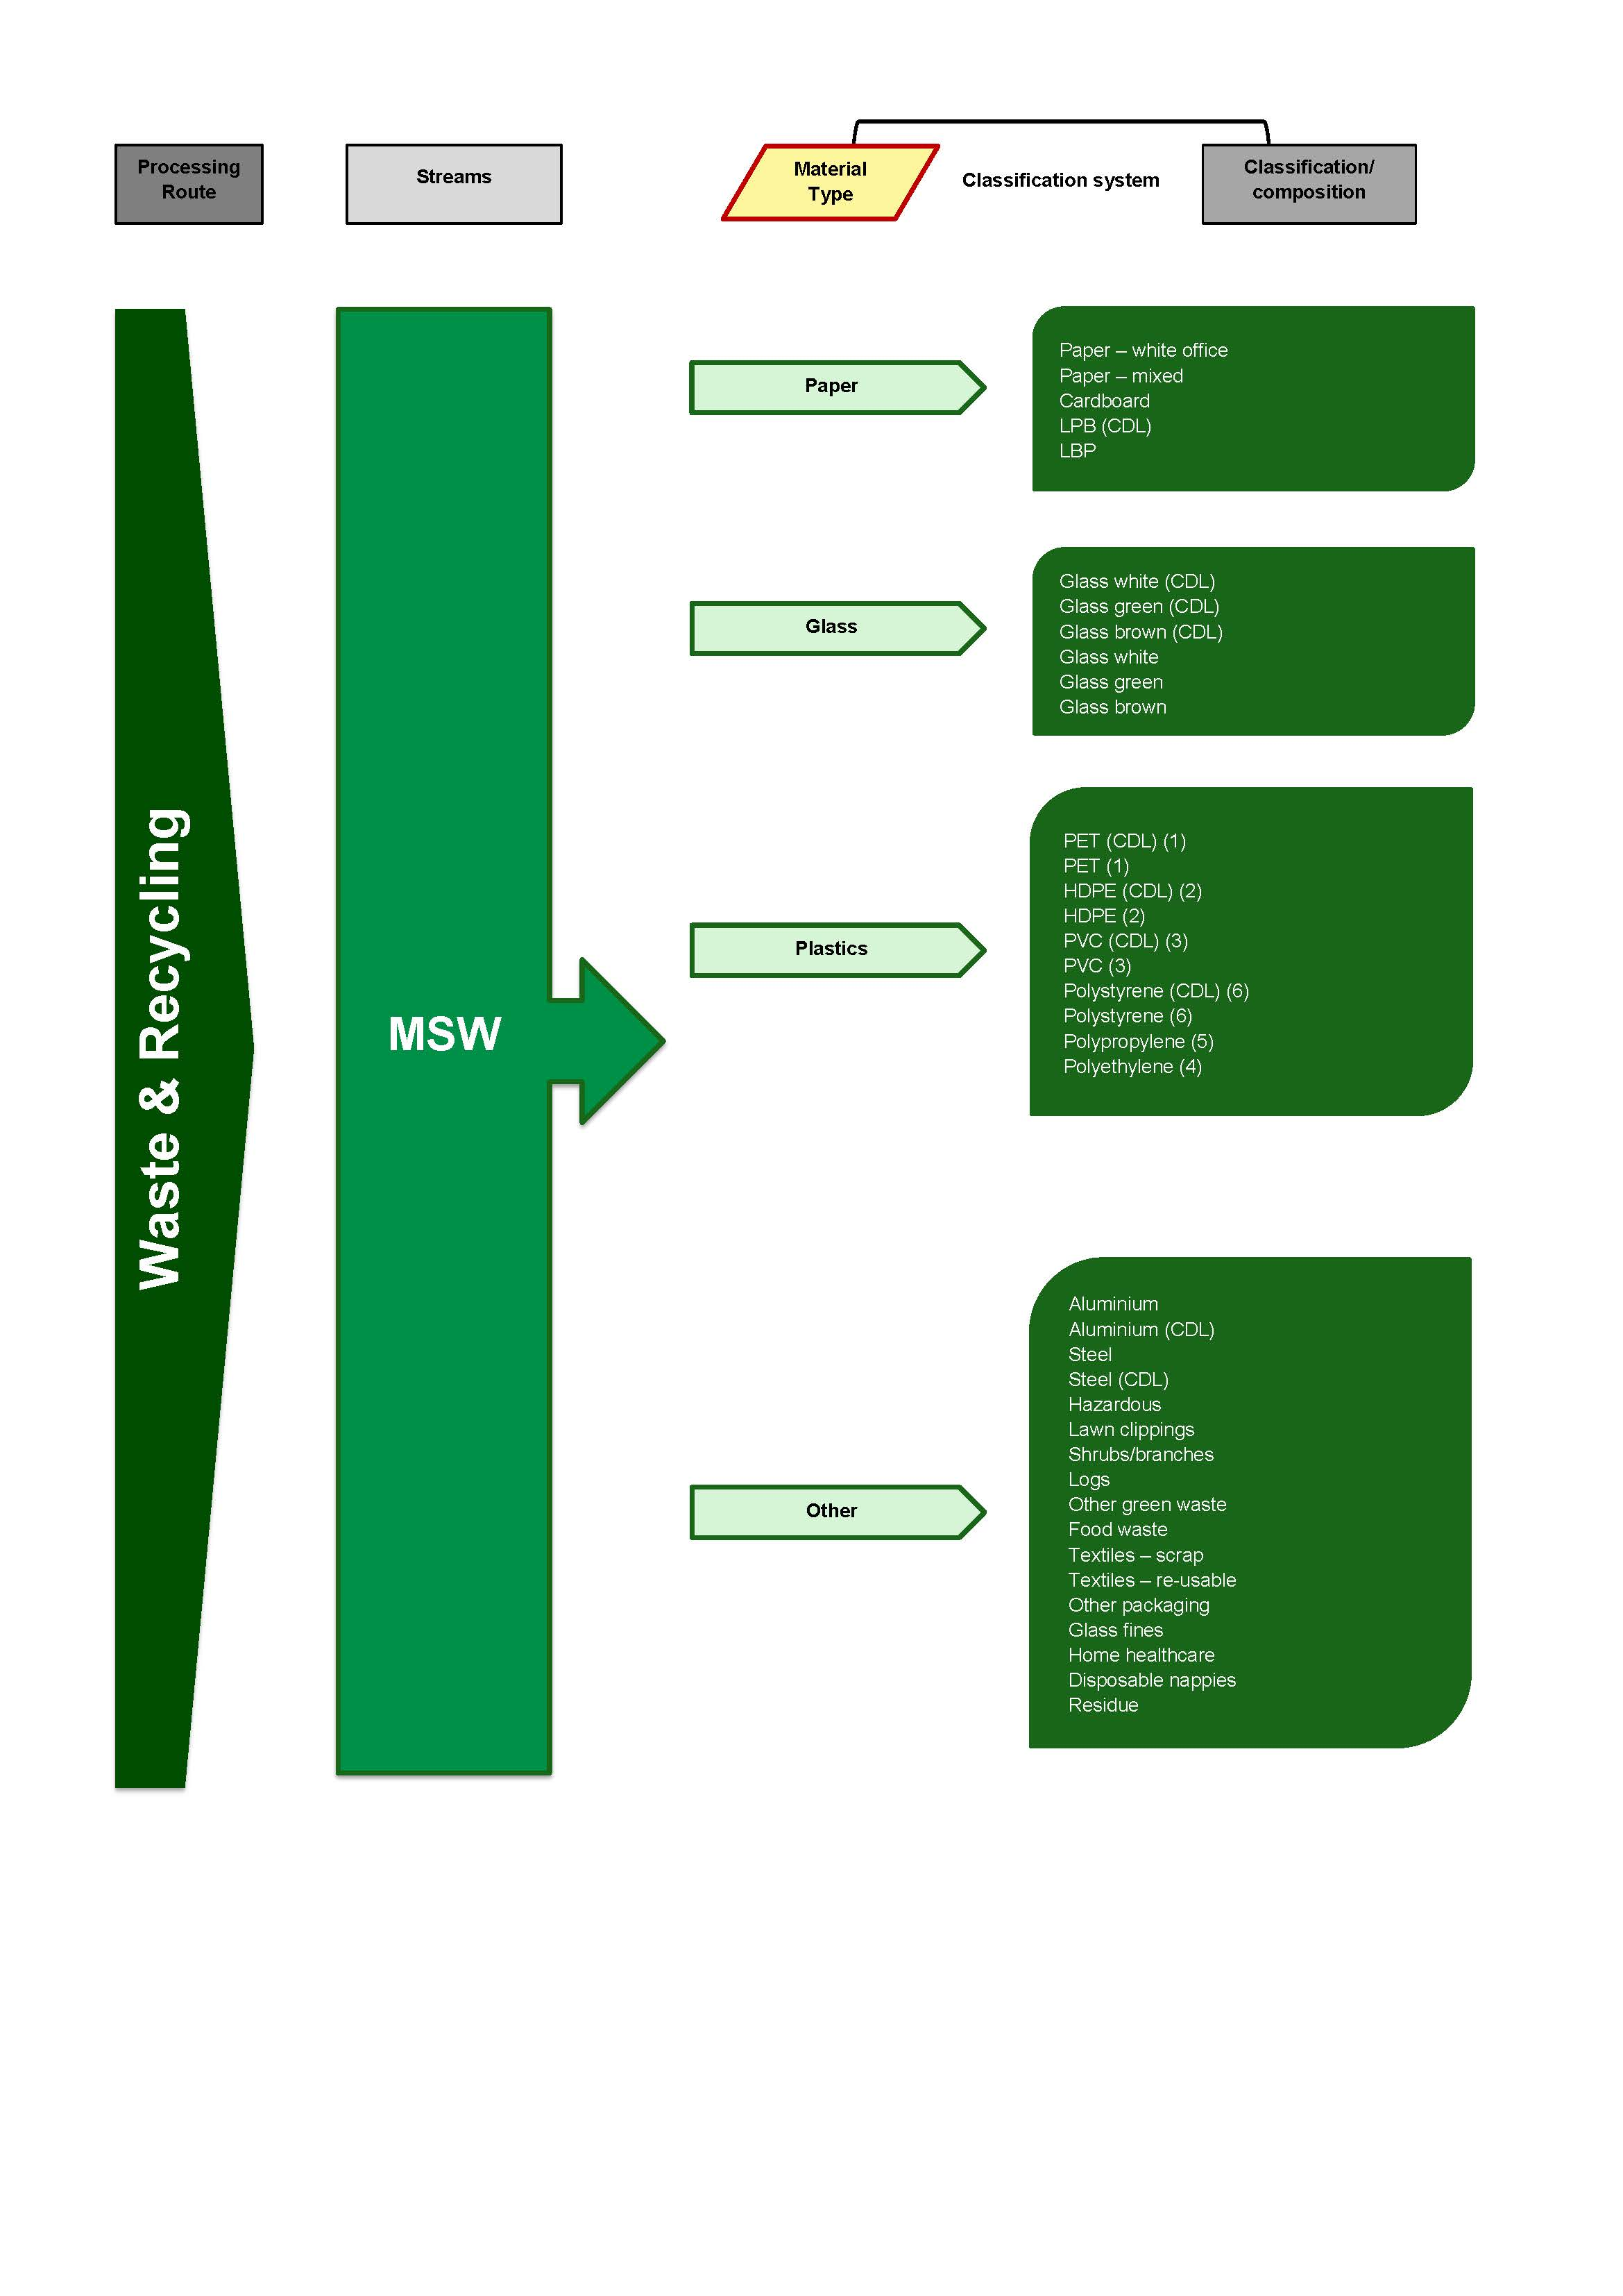 Processing
Route
Streams
Material
Type
Classification system
Classification/
composition
Waste & Recycling
MSW
Paper
Paper – white office
Paper – mixed
Cardboard
LPB (CDL)
LBP
Glass
Glass white (CDL)
Glass green (CDL)
Glass brown (CDL)
Glass white
Glass green
Glass brown
Plastics
PET (CDL) (1)
PET (1)
HDPE (CDL) (2)
HDPE (2)
PVC (CDL) (3)
PVC (3)
Polystyrene (CDL) (6)
Polystyrene (6)
Polypropylene (5)
Polyethylene (4)
Other
Aluminium
Aluminium (CDL)
Steel
Steel (CDL)
Hazardous
Lawn clippings
Shrubs/branches
Logs
Other green waste
Food waste
Textiles – scrap
Textiles – re-usable
Other packaging
Glass fines
Home healthcare
Disposable nappies
Residue